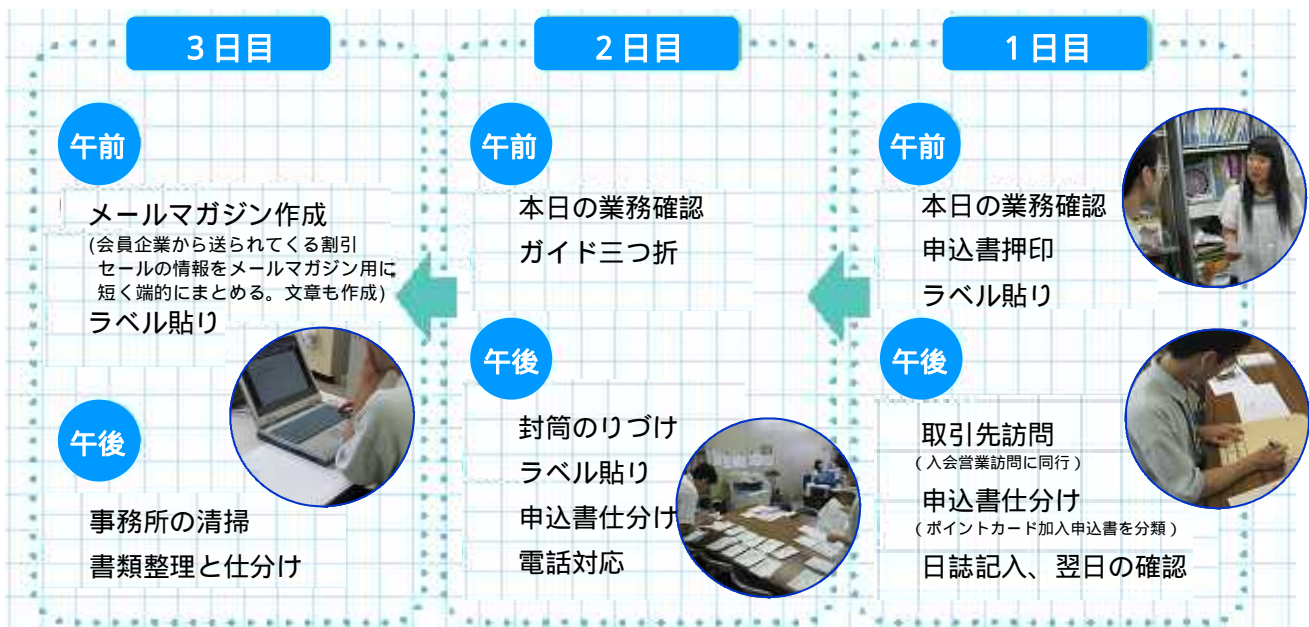 1日目
午前
本日の業務確認
申込書押印
ラベル貼り
午後
取引先訪問
(入会営業訪問に同行)
申込書仕分け
(ポイントカード加入申込書を分類)
日誌記入、翌日の確認
2日目
午前
本日の業務確認
ガイド三つ折
午後
封筒のりづけ
ラベル貼り
申込書仕分け
電話対応
3日目
午前
メールマガジン作成
(会員企業から送られてくる割引
セールの情報をメールマガジン用に
短く端的にまとめる。文章も作成)
ラベル貼り
午後
事務所の清掃
書類整理と仕分け